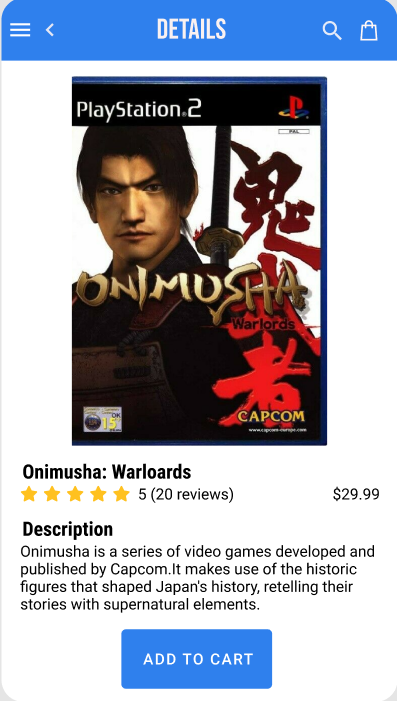 DETAILS
PlayStation.2
PAL
鬼
武
者
ONIMUSHA
Warlords
15
CAPCOM
www.capcom-europe.com
Onimusha: Warloards
5 (20 reviews)
$29.99
Description
Onimusha is a series of video games developed and
published by Capcom.It makes use of the historic
figures that shaped Japan's history, retelling their
stories with supernatural elements.
ADD TO CART